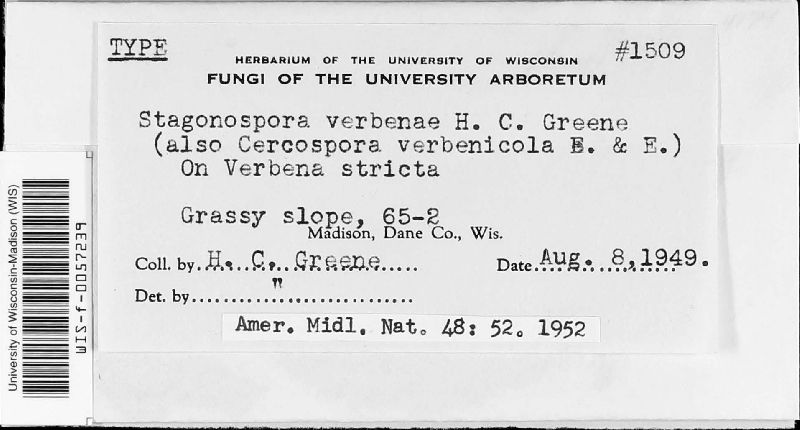 TYPE
#1509
HERBARIUM OF THE UNIVERSITY OF WISCONSIN
FUNGI OF THE UNIVERSITY ARBORETUM
Stagonospora verbenae H. C. Greene
(also Cercospora verbenicola E. & E.)
On Verbena stricta
Grassy slope, 65-2
Madison, Dane Co., Wis.
Coll. by H. C. Greene
Date Aug. 8, 1949.
Det. by "
Amer. Midl. Nat. 48: 52. 1952
University of Wisconsin-Madison (WIS)
WIS-f-0057239